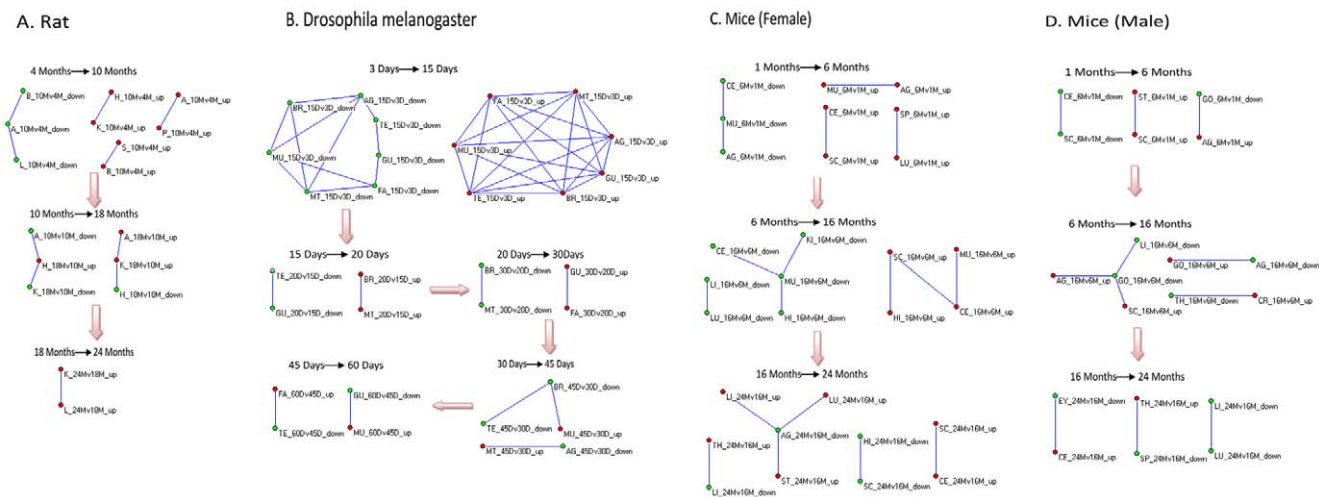 A. Rat
4 Months→10 Months
B_10Mv4M_down
H_10Mv4M_up
A_10Mv4M_up
A_10Mv4M_down
K_10Mv4M_up
P_10Mv4M_up
S_10Mv4M_up
L_10Mv4M_down
B_10Mv4M_up
10 Months→18 Months
A_18Mv10M_down
A_18Mv10M_up
H_18Mv10M_up
K_18Mv10M_up
K_18Mv10M_down
H_18Mv10M_down
18 Months→24 Months
K_24Mv18M_up
L_24Mv18M_up
B. Drosophila melanogaster
3 Days→15 Days
AG_15Dv3D_down
BR_15Dv3D_down
TE_15Dv3D_down
MU_15Dv3D_down
GU_15Dv3D_down
MT_15Dv3D_down
FA_15Dv3D_down
FA_15Dv3D_up
MT_15Dv3D_up
AG_15Dv3D_up
MU_15Dv3D_up
GU_15Dv3D_up
TE_15Dv3D_up
BR_15Dv3D_up
15 Days→20 Days
TE_20Dv15D_down
BR_20Dv15D_up
GU_20Dv15D_down
MT_20Dv15D_up
20 Days→30Days
BR_30Dv20D_down
GU_30Dv20D_up
MT_30Dv20D_down
FA_30Dv20D_up
30 Days→45 Days
BR_45Dv30D_down
TE_45Dv30D_down
MU_45Dv30D_up
MT_45Dv30D_up
AG_45Dv30D_down
45 Days→60 Days
FA_60Dv45D_up
GU_60Dv45D_down
TE_60Dv45D_down
MU_60Dv45D_up
C. Mice (Female)
1 Months→6 Months
CE_6Mv1M_down
MU_6Mv1M_up
AG_6Mv1M_up
CE_6Mv1M_up
SP_6Mv1M_up
MU_6Mv1M_down
AG_6Mv1M_down
SC_6Mv1M_up
LU_6Mv1M_up
6 Months→16 Months
CE_16Mv6M_down
KI_16Mv6M_down
SC_16Mv6M_up
MU_16Mv6M_up
LI_16Mv6M_down
MU_16Mv6M_down
LU_16Mv6M_down
HI_16Mv6M_down
HI_16Mv6M_up
CE_16Mv6M_up
16 Months→24 Months
LI_24Mv16M_up
LU_24Mv16M_up
TH_24Mv16M_up
AG_24Mv16M_down
HI_24Mv16M_down
SC_24Mv16M_up
LI_24Mv16M_down
ST_24Mv16M_up
SC_24Mv16M_down
CE_24Mv16M_up
D. Mice (Male)
1 Months→6 Months
CE_6Mv1M_down
ST_6Mv1M_up
GO_6Mv1M_down
SC_6Mv1M_down
SC_6Mv1M_up
AG_6Mv1M_up
6 Months→16 Months
LI_16Mv6M_down
GO_16Mv6M_up
AG_16Mv6M_down
AG_16Mv6M_up
GO_16Mv6M_down
TH_16Mv6M_down
CR_16Mv6M_up
SC_16Mv6M_up
16 Months→24 Months
EY_24Mv16M_down
TH_24Mv16M_up
LI_24Mv16M_down
CE_24Mv16M_up
SP_24Mv16M_down
LU_24Mv16M_down